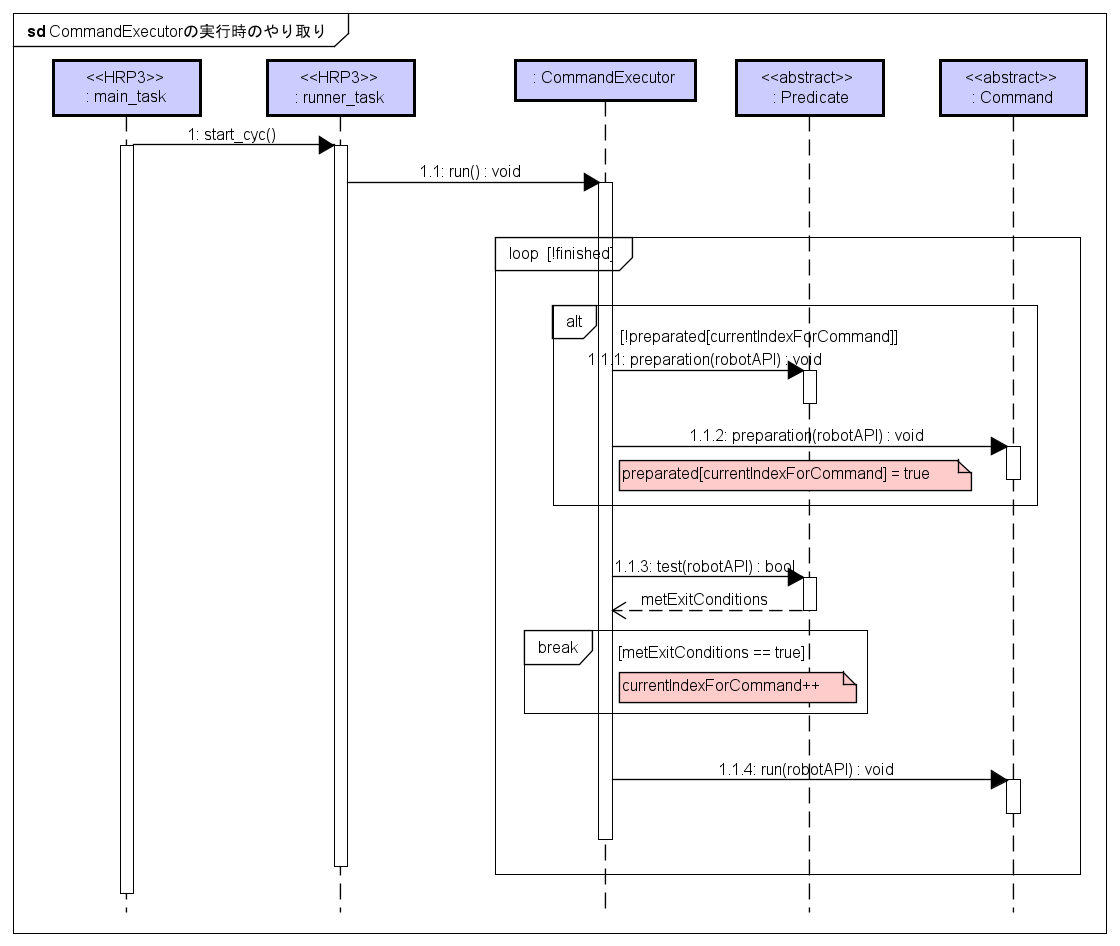 sd CommandExecutorの実行時のやり取り
<<HRP3>>
: main_task
<<HRP3>>
: runner_task
: CommandExecutor
<<abstract>>
: Predicate
<<abstract>>
: Command
1: start_cyc()
1.1: run() : void
loop [!finished]
alt
[!preparated[currentIndexForCommand]]
1.1.1: preparation(robotAPI) : void
1.1.2: preparation(robotAPI) : void
preparated[currentIndexForCommand] = true
1.1.3: test(robotAPI) : bool
metExitConditions
break
[metExitConditions == true]
currentIndexForCommand++
1.1.4: run(robotAPI) : void